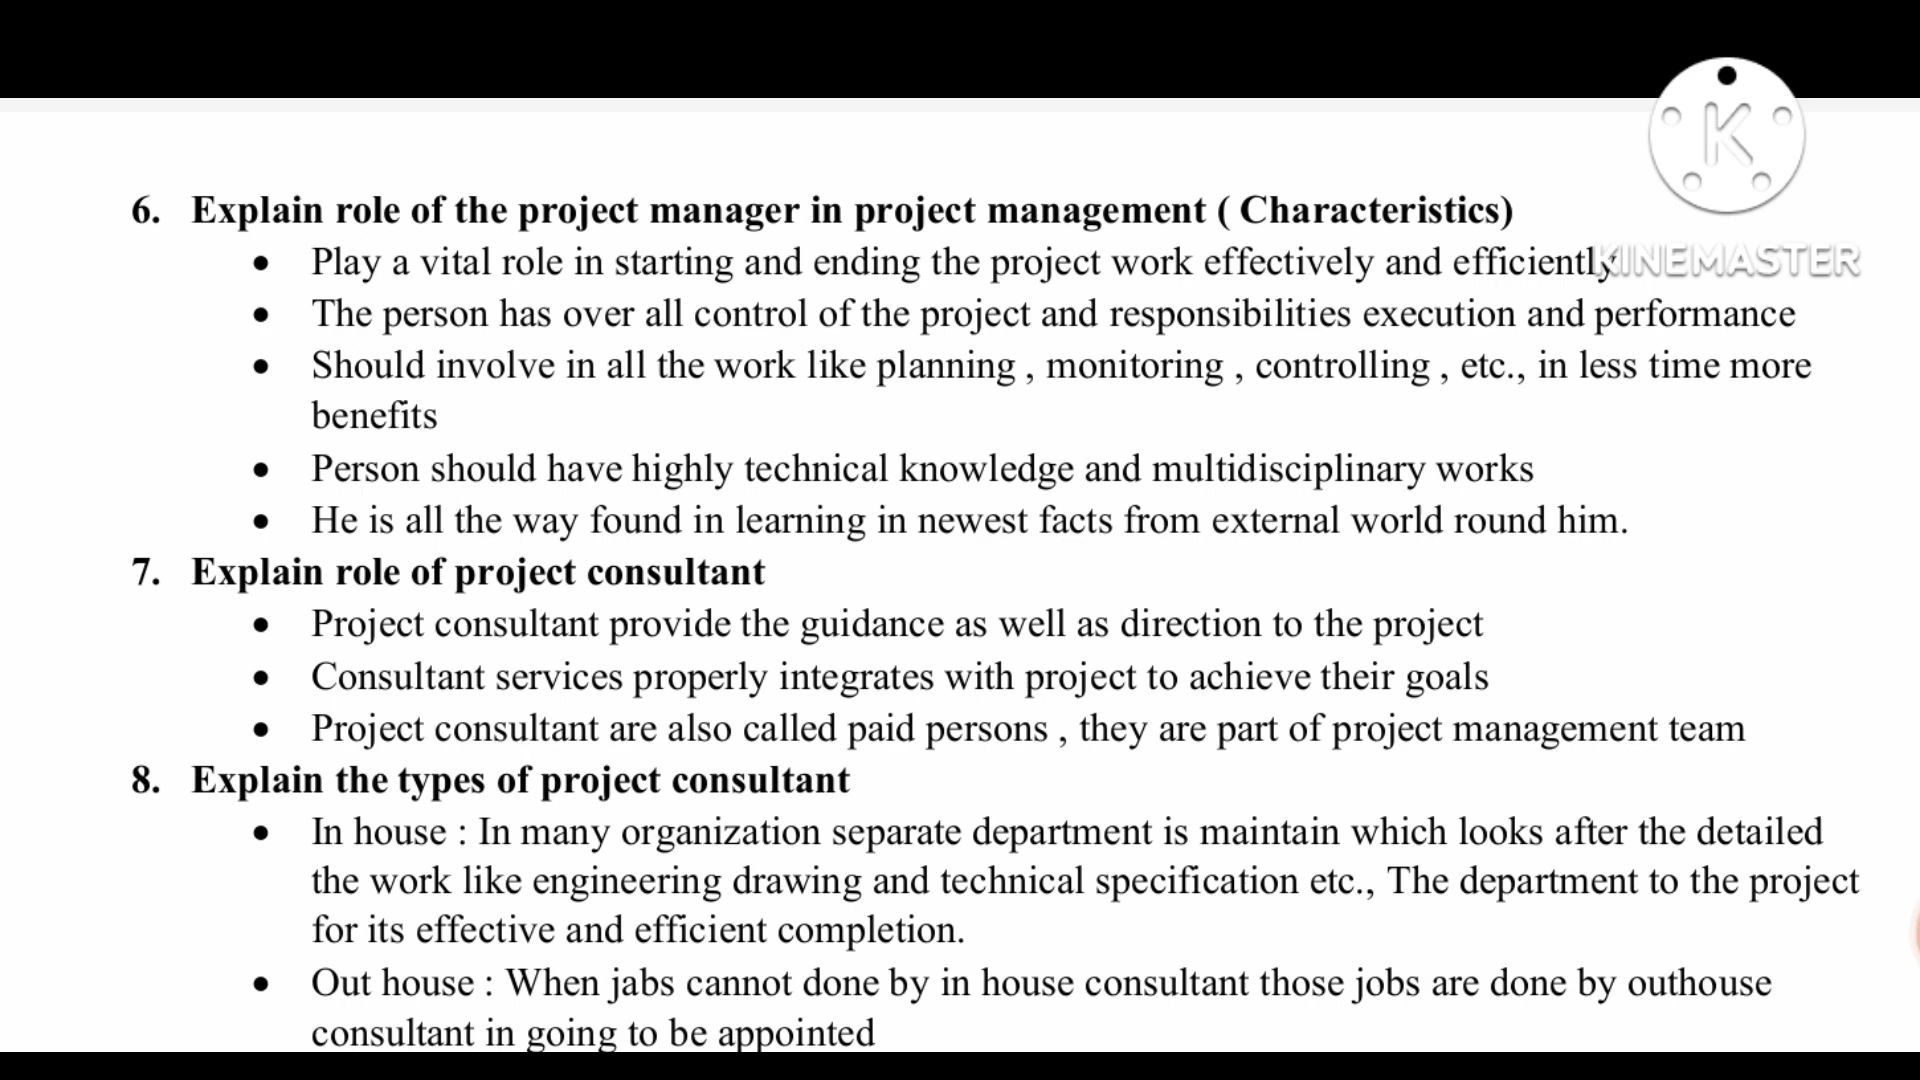 6. Explain role of the project manager in project management ( Characteristics)
• Play a vital role in starting and ending the project work effectively and efficiently
KINEMASTER
• The person has over all control of the project and responsibilities execution and performance
• Should involve in all the work like planning , monitoring , controlling , etc., in less time more
benefits
• Person should have highly technical knowledge and multidisciplinary works
• He is all the way found in learning in newest facts from external world round him.
7. Explain role of project consultant
• Project consultant provide the guidance as well as direction to the project
• Consultant services properly integrates with project to achieve their goals
• Project consultant are also called paid persons , they are part of project management team
8. Explain the types of project consultant
• In house : In many organization separate department is maintain which looks after the detailed
the work like engineering drawing and technical specification etc., The department to the project
for its effective and efficient completion.
• Out house : When jabs cannot done by in house consultant those jobs are done by outhouse
consultant in going to be appointed